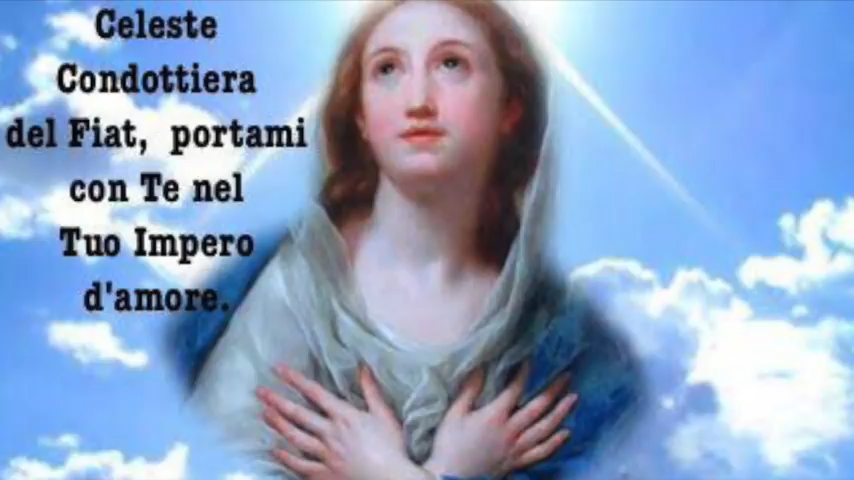 Celeste
Condottiera
del Fiat, portami
con Te nel
Tuo Impero
d'amore.